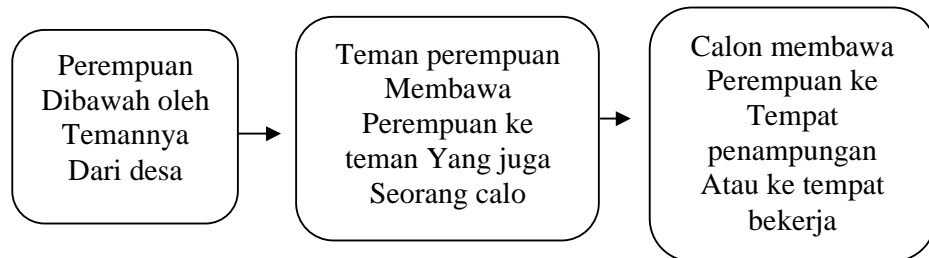 Perempuan
Dibawah oleh
Temannya
Dari desa
Teman perempuan
Membawa
Perempuan ke
teman Yang juga
Seorang calo
Calon membawa
Perempuan ke
Tempat
penampungan
Atau ke tempat
bekerja